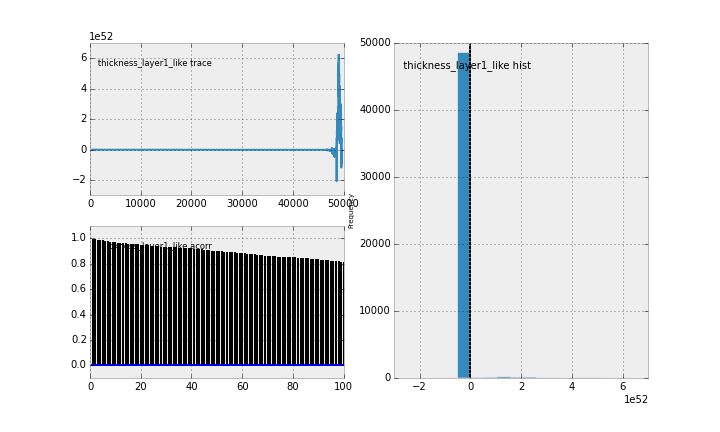 1e52
thickness_layer1_like trace
6
4
2
0
−2
0 10000 20000 30000 40000 50000
_layer1_like acorr
1.0
0.8
0.6
0.4
0.2
0.0
0 20 40 60 80 100
Frequency
thickness_layer1_like hist
50000
40000
30000
20000
10000
0
−2 0 2 4 6
1e52